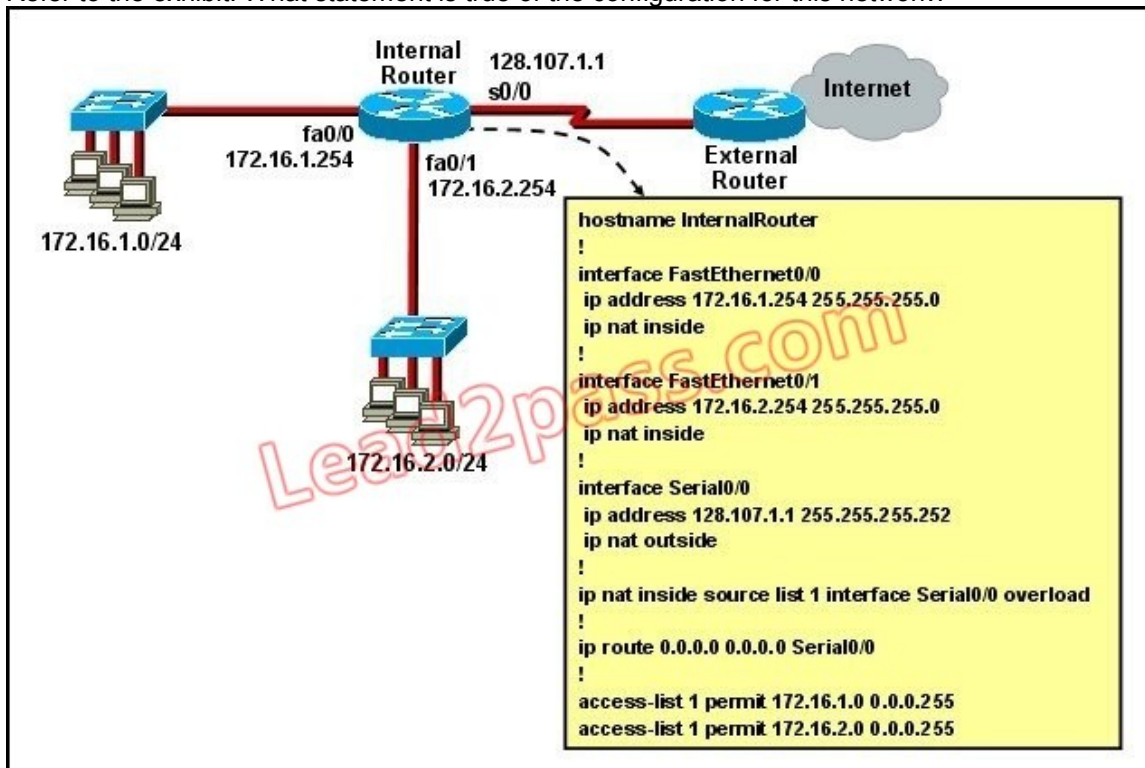 Refer to the exhibit. What statement is true of the configuration for this network?
Internal
Router
128.107.1.1
s0/0
Internet
fa0/0
172.16.1.254
fa0/1
172.16.2.254
External
Router
172.16.1.0/24
172.16.2.0/24
hostname InternalRouter
!
interface FastEthernet0/0
ip address 172.16.1.254 255.255.255.0
ip nat inside
!
interface FastEthernet0/1
ip address 172.16.2.254 255.255.255.0
ip nat inside
!
interface Serial0/0
ip address 128.107.1.1 255.255.255.252
ip nat outside
!
ip nat inside source list 1 interface Serial0/0 overload
!
ip route 0.0.0.0 0.0.0.0 Serial0/0
!
access-list 1 permit 172.16.1.0 0.0.0.255
access-list 1 permit 172.16.2.0 0.0.0.255
Lead2pass.com